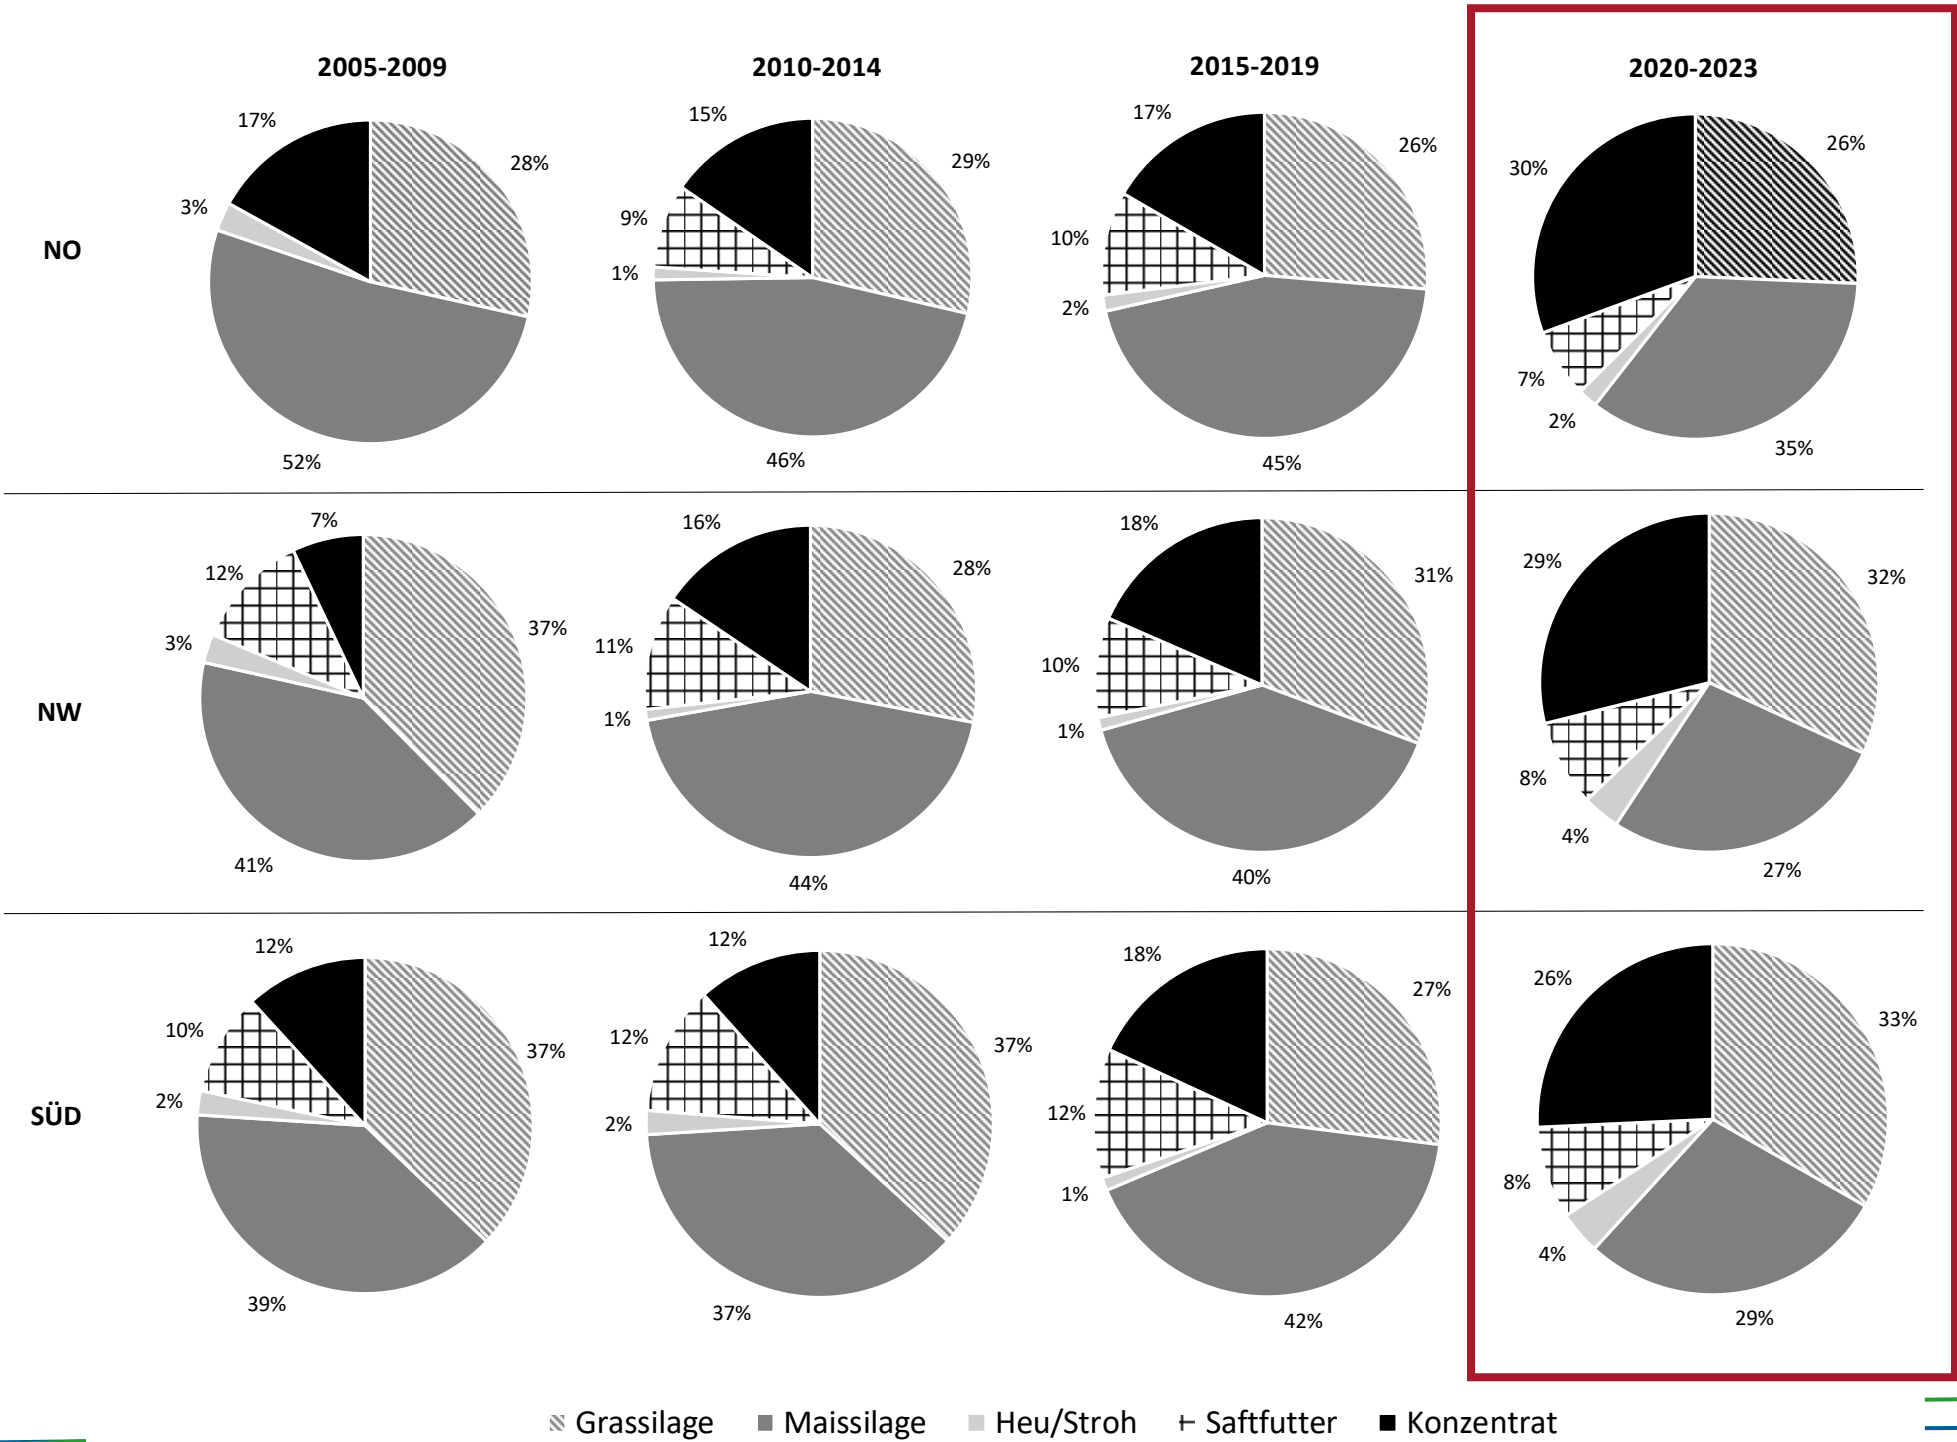 2005-2009 2010-2014 2015-2019 2020-2023
NO
17% 28% 3% 52%
15% 29% 9% 1% 46%
17% 26% 10% 2% 45%
30% 26% 7% 2% 35%
NW
7% 12% 37% 3% 41%
16% 28% 11% 1% 44%
18% 31% 10% 1% 40%
29% 32% 8% 4% 27%
SÜD
12% 10% 37% 2% 39%
12% 12% 37% 2% 37%
18% 27% 12% 1% 42%
26% 33% 8% 4% 29%
Grassilage Maissilage Heu/Stroh Saftfutter Konzentrat